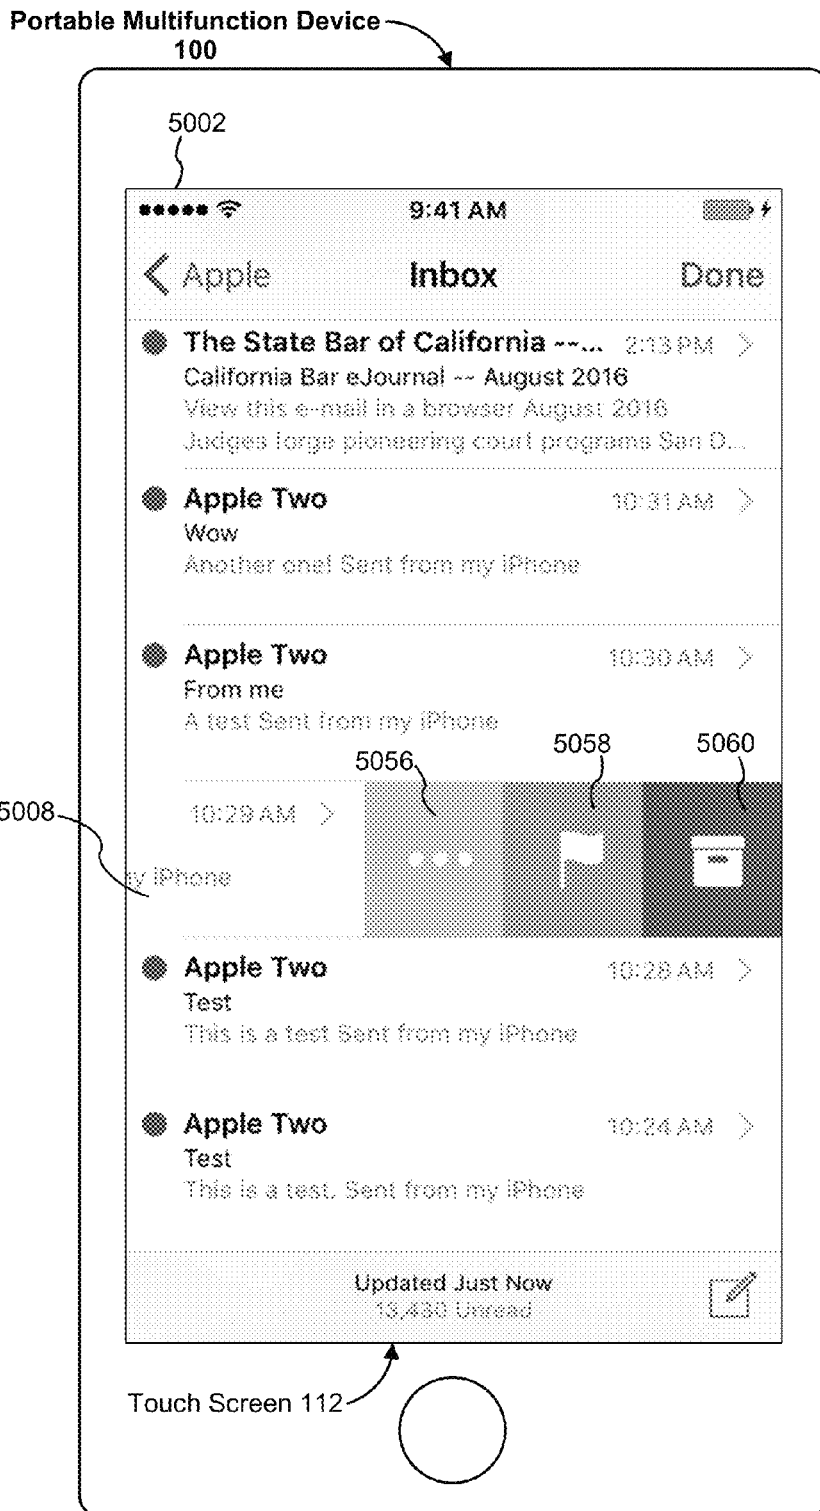 Portable Multifunction Device
100
5002
9:41 AM
Apple
Inbox
Done
The State Bar of California --... 2:13 PM
California Bar eJournal -- August 2016
View this e-mail in a browser August 2016
Judges forge pioneering court programs San D...
Apple Two 10:31 AM
Wow
Another one! Sent from my iPhone
Apple Two 10:30 AM
From me
A test Sent from my iPhone
5056
5058
5060
5008
10:29 AM
y iPhone
Apple Two 10:28 AM
Test
This is a test Sent from my iPhone
Apple Two 10:24 AM
Test
This is a test. Sent from my iPhone
Updated Just Now
13,430 Unread
Touch Screen 112